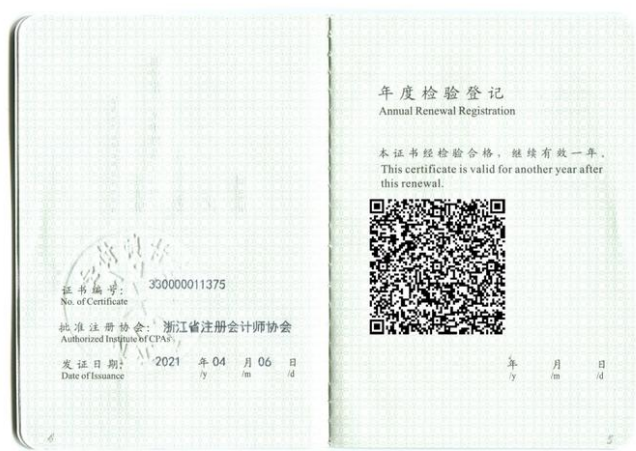 证书编号: 330000011375
No. of Certificate
批准注册协会: 浙江省注册会计师协会
Authorized Institute of CPAs
发证日期: 2021 年 04 月 06 日
Date of Issuance /y /m /d
6
年度检验登记
Annual Renewal Registration
本证书经检验合格，继续有效一年。
This certificate is valid for another year after
this renewal.
年 月 日
/y /m /d
5